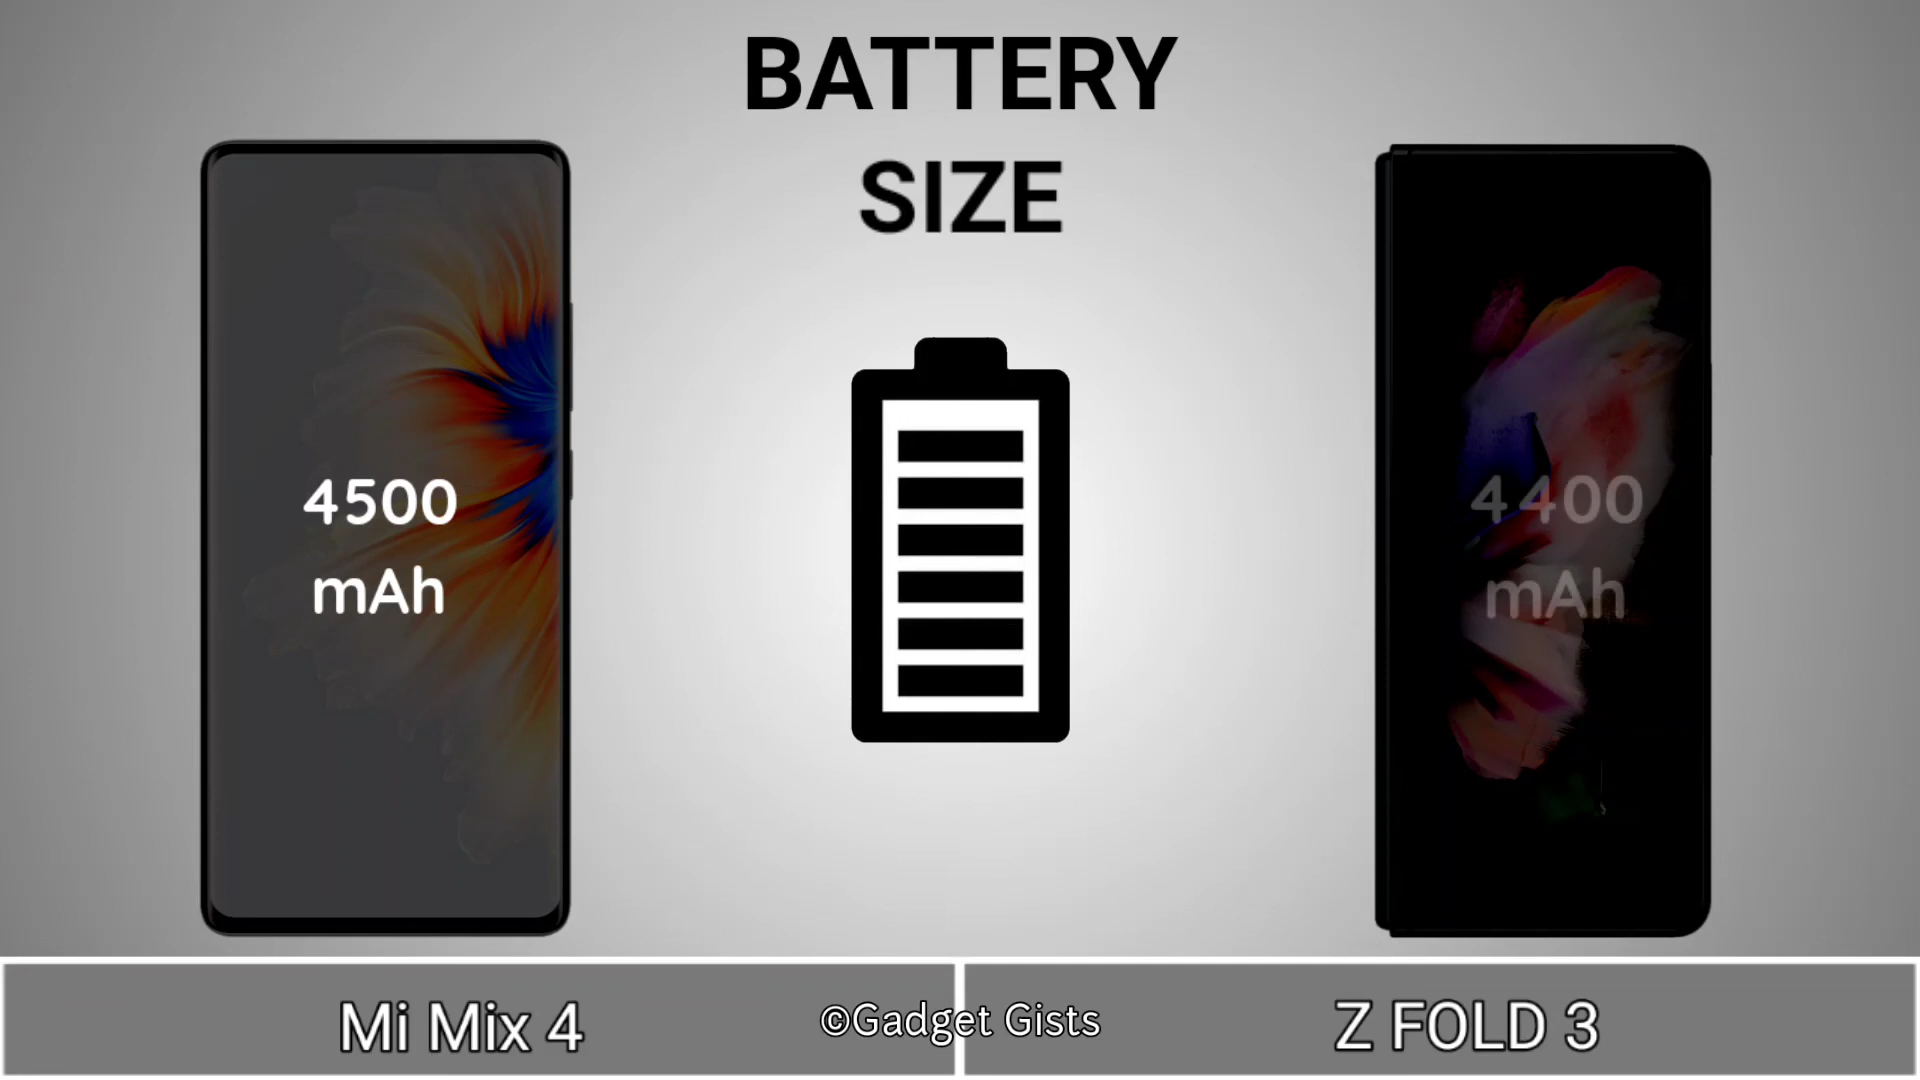 BATTERY
SIZE
4500
mAh
4400
mAh
Mi Mix 4
©Gadget Gists
Z FOLD 3